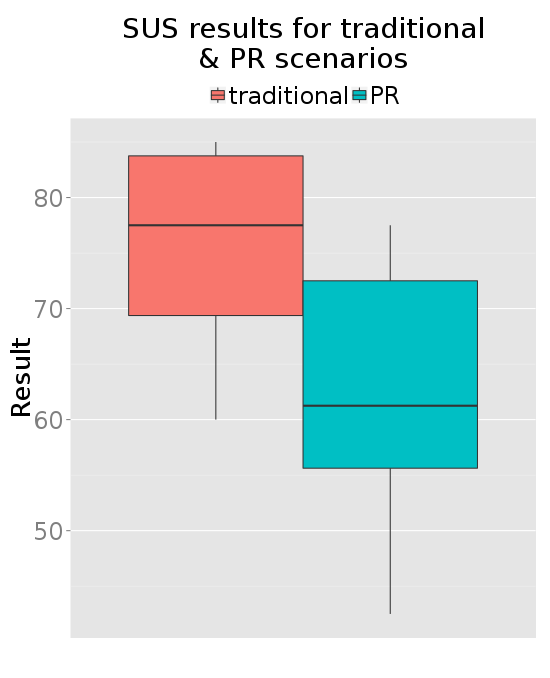 SUS results for traditional
& PR scenarios
traditional PR
80
70
60
50
Result